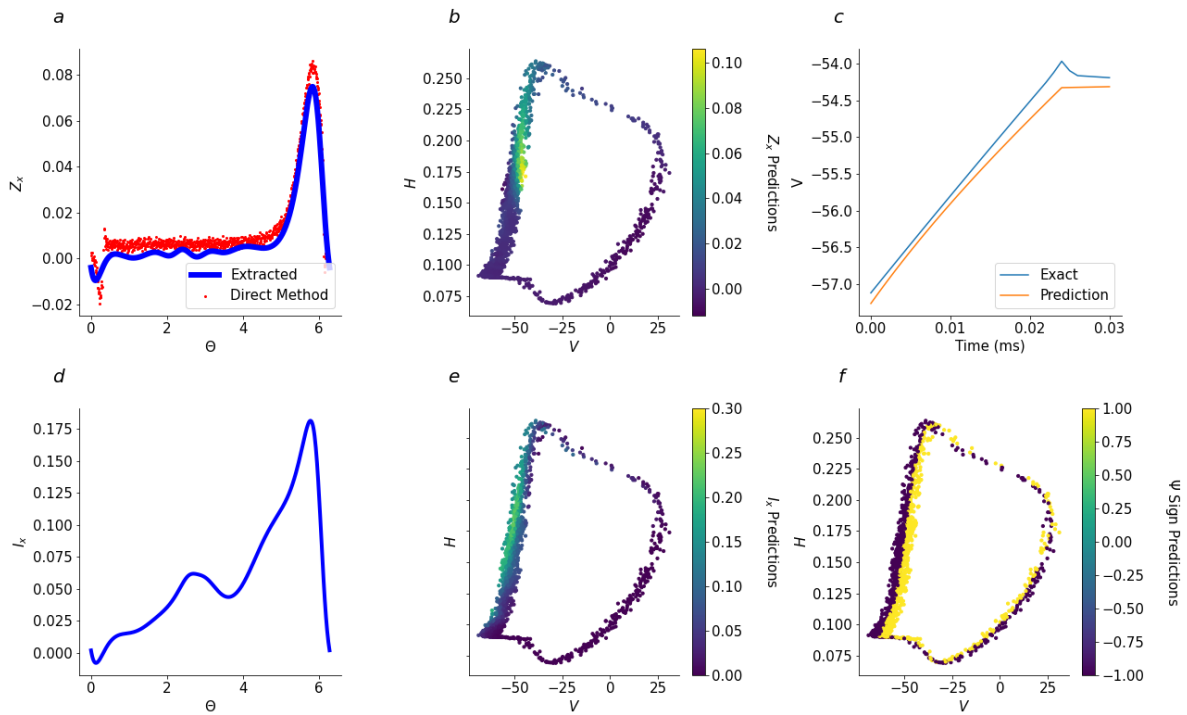 a
0.08
0.06
0.04
0.02
0.00
−0.02
Z_x
0 2 4 6
Θ
Extracted
Direct Method
b
0.250
0.225
0.200
0.175
0.150
0.125
0.100
0.075
H
−50 −25 0 25
V
0.10
0.08
0.06
0.04
0.02
0.00
Z_x Predictions
c
−54.0
−54.5
−55.0
−55.5
−56.0
−56.5
−57.0
V
0.00 0.01 0.02 0.03
Time (ms)
Exact
Prediction
d
0.175
0.150
0.125
0.100
0.075
0.050
0.025
0.000
I_x
0 2 4 6
Θ
e
H
−50 −25 0 25
V
0.30
0.25
0.20
0.15
0.10
0.05
0.00
I_x Predictions
f
0.250
0.225
0.200
0.175
0.150
0.125
0.100
0.075
H
−50 −25 0 25
V
1.00
0.75
0.50
0.25
0.00
−0.25
−0.50
−0.75
−1.00
Ψ Sign Predictions